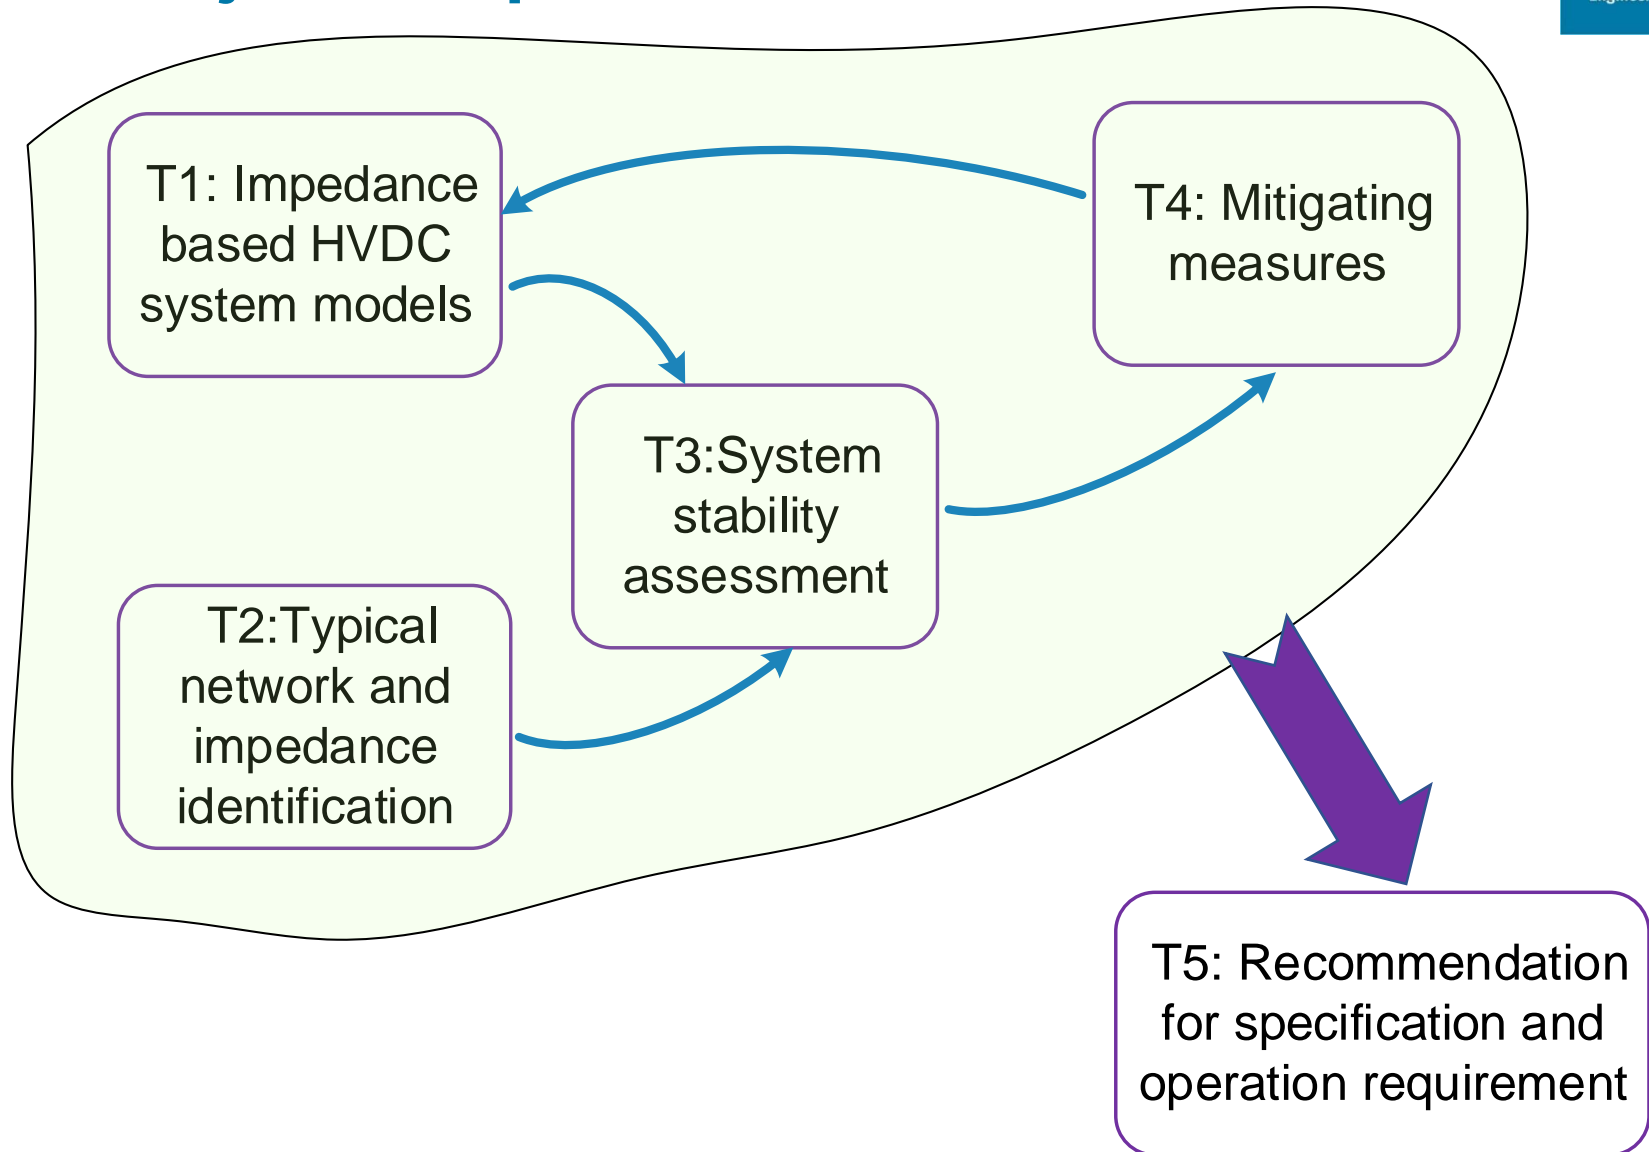 T1: Impedance
based HVDC
system models
T4: Mitigating
measures
T3:System
stability
assessment
T2:Typical
network and
impedance
identification
T5: Recommendation
for specification and
operation requirement